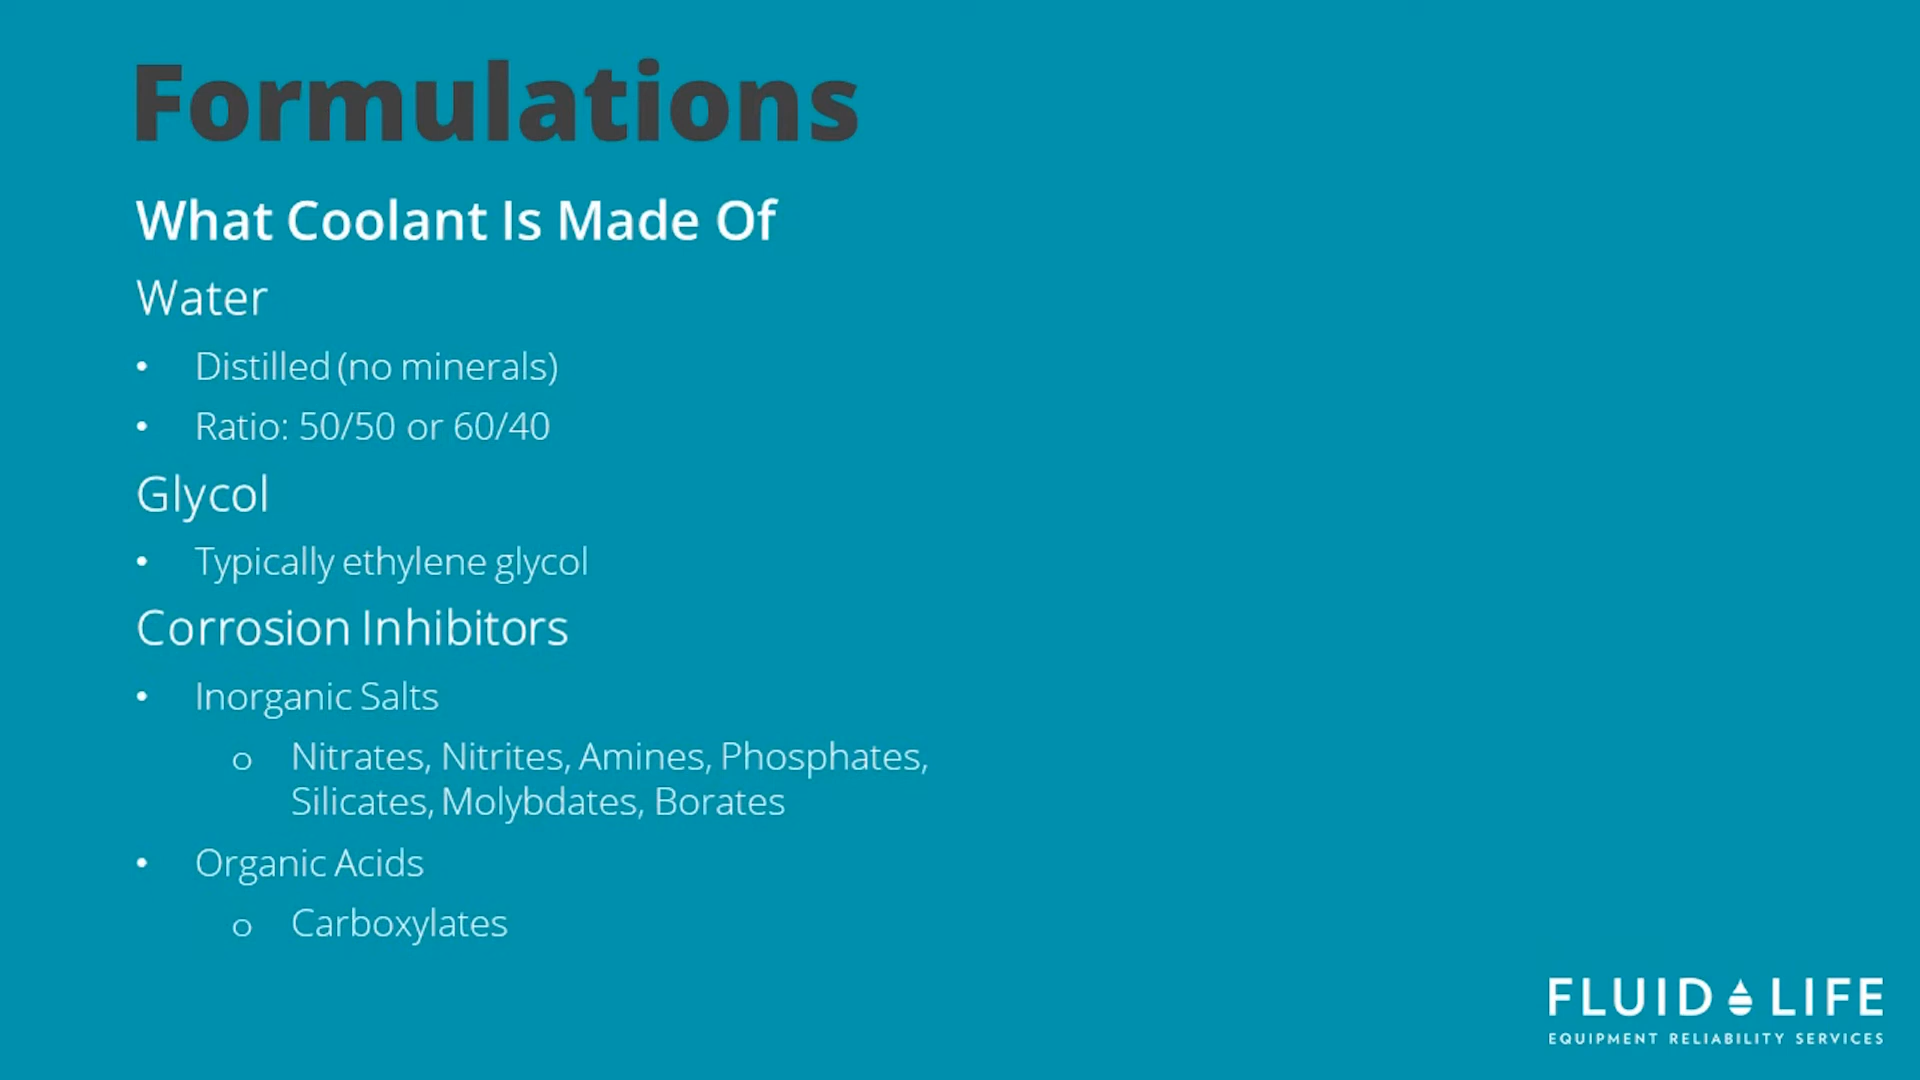 Formulations
What Coolant Is Made Of
Water
• Distilled (no minerals)
• Ratio: 50/50 or 60/40
Glycol
• Typically ethylene glycol
Corrosion Inhibitors
• Inorganic Salts
o Nitrates, Nitrites, Amines, Phosphates,
Silicates, Molybdates, Borates
• Organic Acids
o Carboxylates
FLUID LIFE
EQUIPMENT RELIABILITY SERVICES